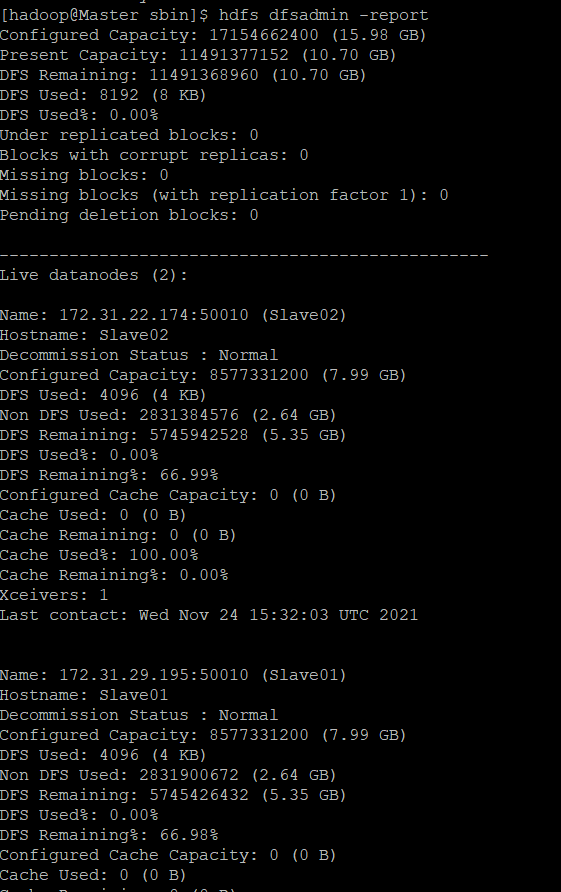 [hadoop@Master sbin]$ hdfs dfsadmin -report
Configured Capacity: 17154662400 (15.98 GB)
Present Capacity: 11491377152 (10.70 GB)
DFS Remaining: 11491368960 (10.70 GB)
DFS Used: 8192 (8 KB)
DFS Used%: 0.00%
Under replicated blocks: 0
Blocks with corrupt replicas: 0
Missing blocks: 0
Missing blocks (with replication factor 1): 0
Pending deletion blocks: 0
-------------------------------------------------
Live datanodes (2):
Name: 172.31.22.174:50010 (Slave02)
Hostname: Slave02
Decommission Status : Normal
Configured Capacity: 8577331200 (7.99 GB)
DFS Used: 4096 (4 KB)
Non DFS Used: 2831384576 (2.64 GB)
DFS Remaining: 5745942528 (5.35 GB)
DFS Used%: 0.00%
DFS Remaining%: 66.99%
Configured Cache Capacity: 0 (0 B)
Cache Used: 0 (0 B)
Cache Remaining: 0 (0 B)
Cache Used%: 100.00%
Cache Remaining%: 0.00%
Xceivers: 1
Last contact: Wed Nov 24 15:32:03 UTC 2021
Name: 172.31.29.195:50010 (Slave01)
Hostname: Slave01
Decommission Status : Normal
Configured Capacity: 8577331200 (7.99 GB)
DFS Used: 4096 (4 KB)
Non DFS Used: 2831900672 (2.64 GB)
DFS Remaining: 5745426432 (5.35 GB)
DFS Used%: 0.00%
DFS Remaining%: 66.98%
Configured Cache Capacity: 0 (0 B)
Cache Used: 0 (0 B)